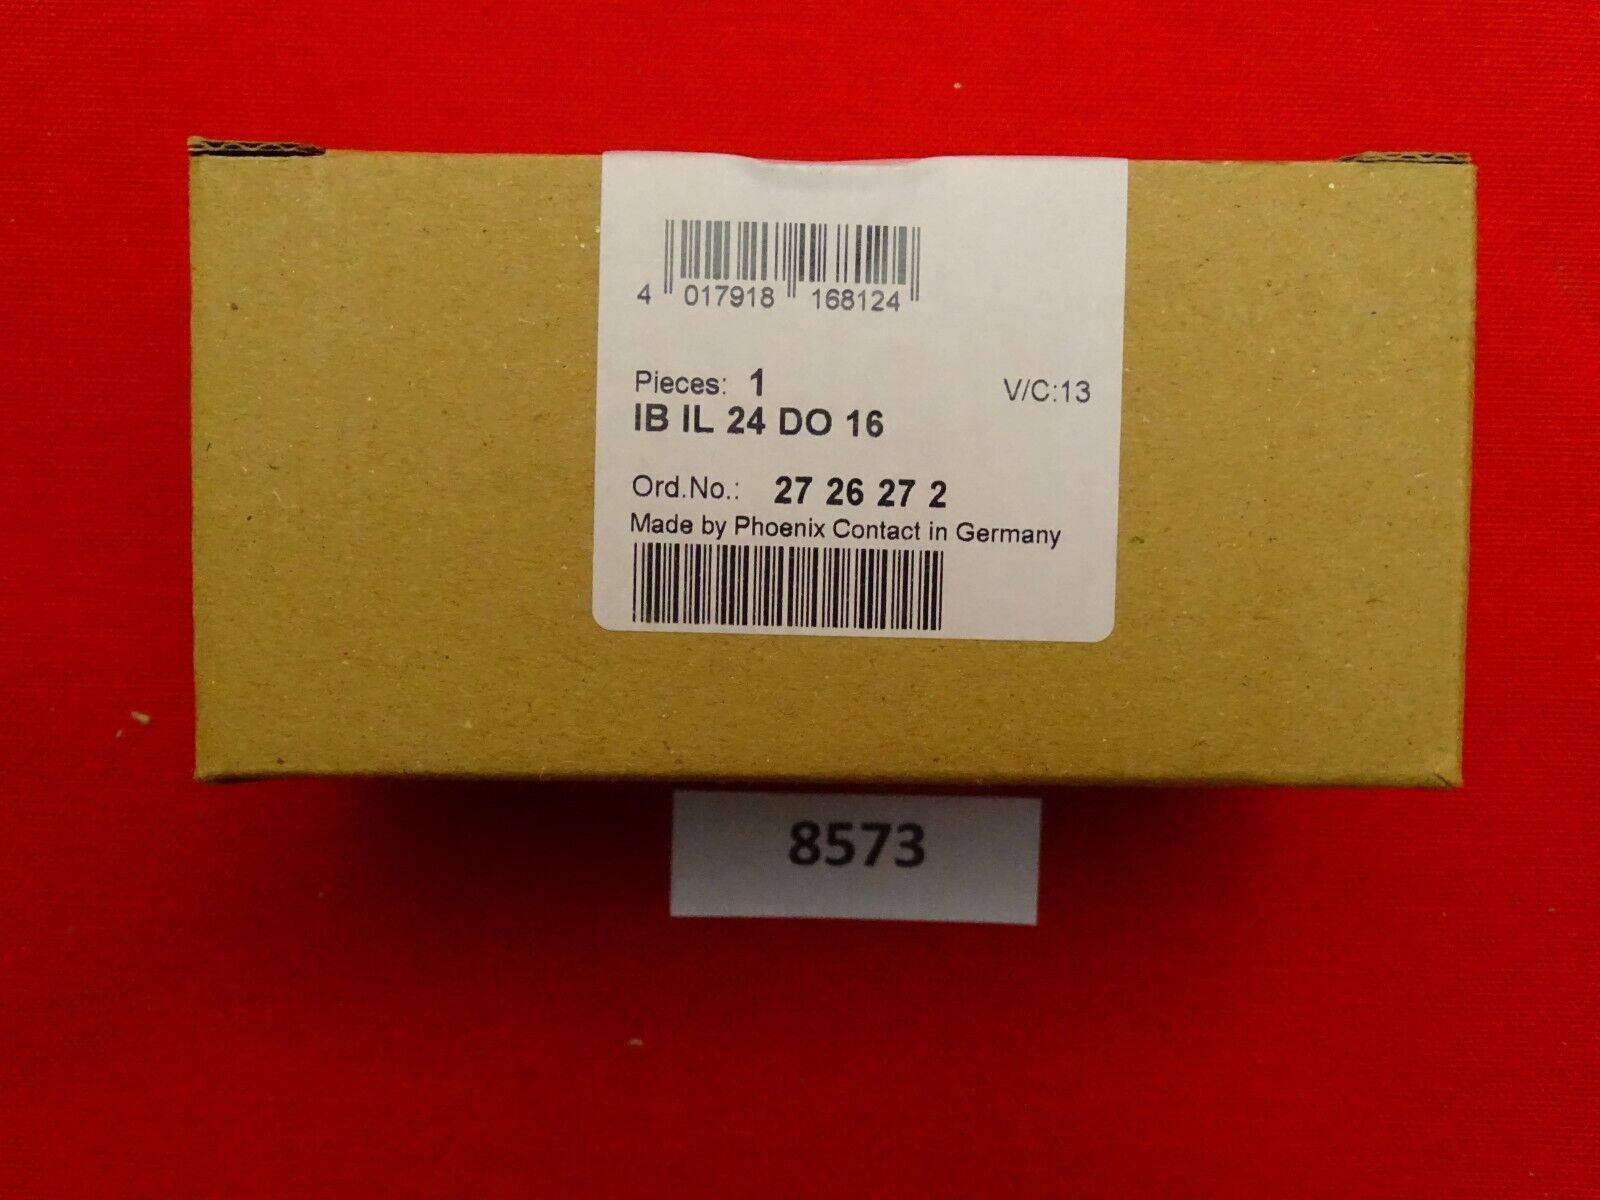 4 017918 168124
Pieces: 1 V/C:13
IB IL 24 DO 16
Ord.No.: 27 26 27 2
Made by Phoenix Contact in Germany
8573